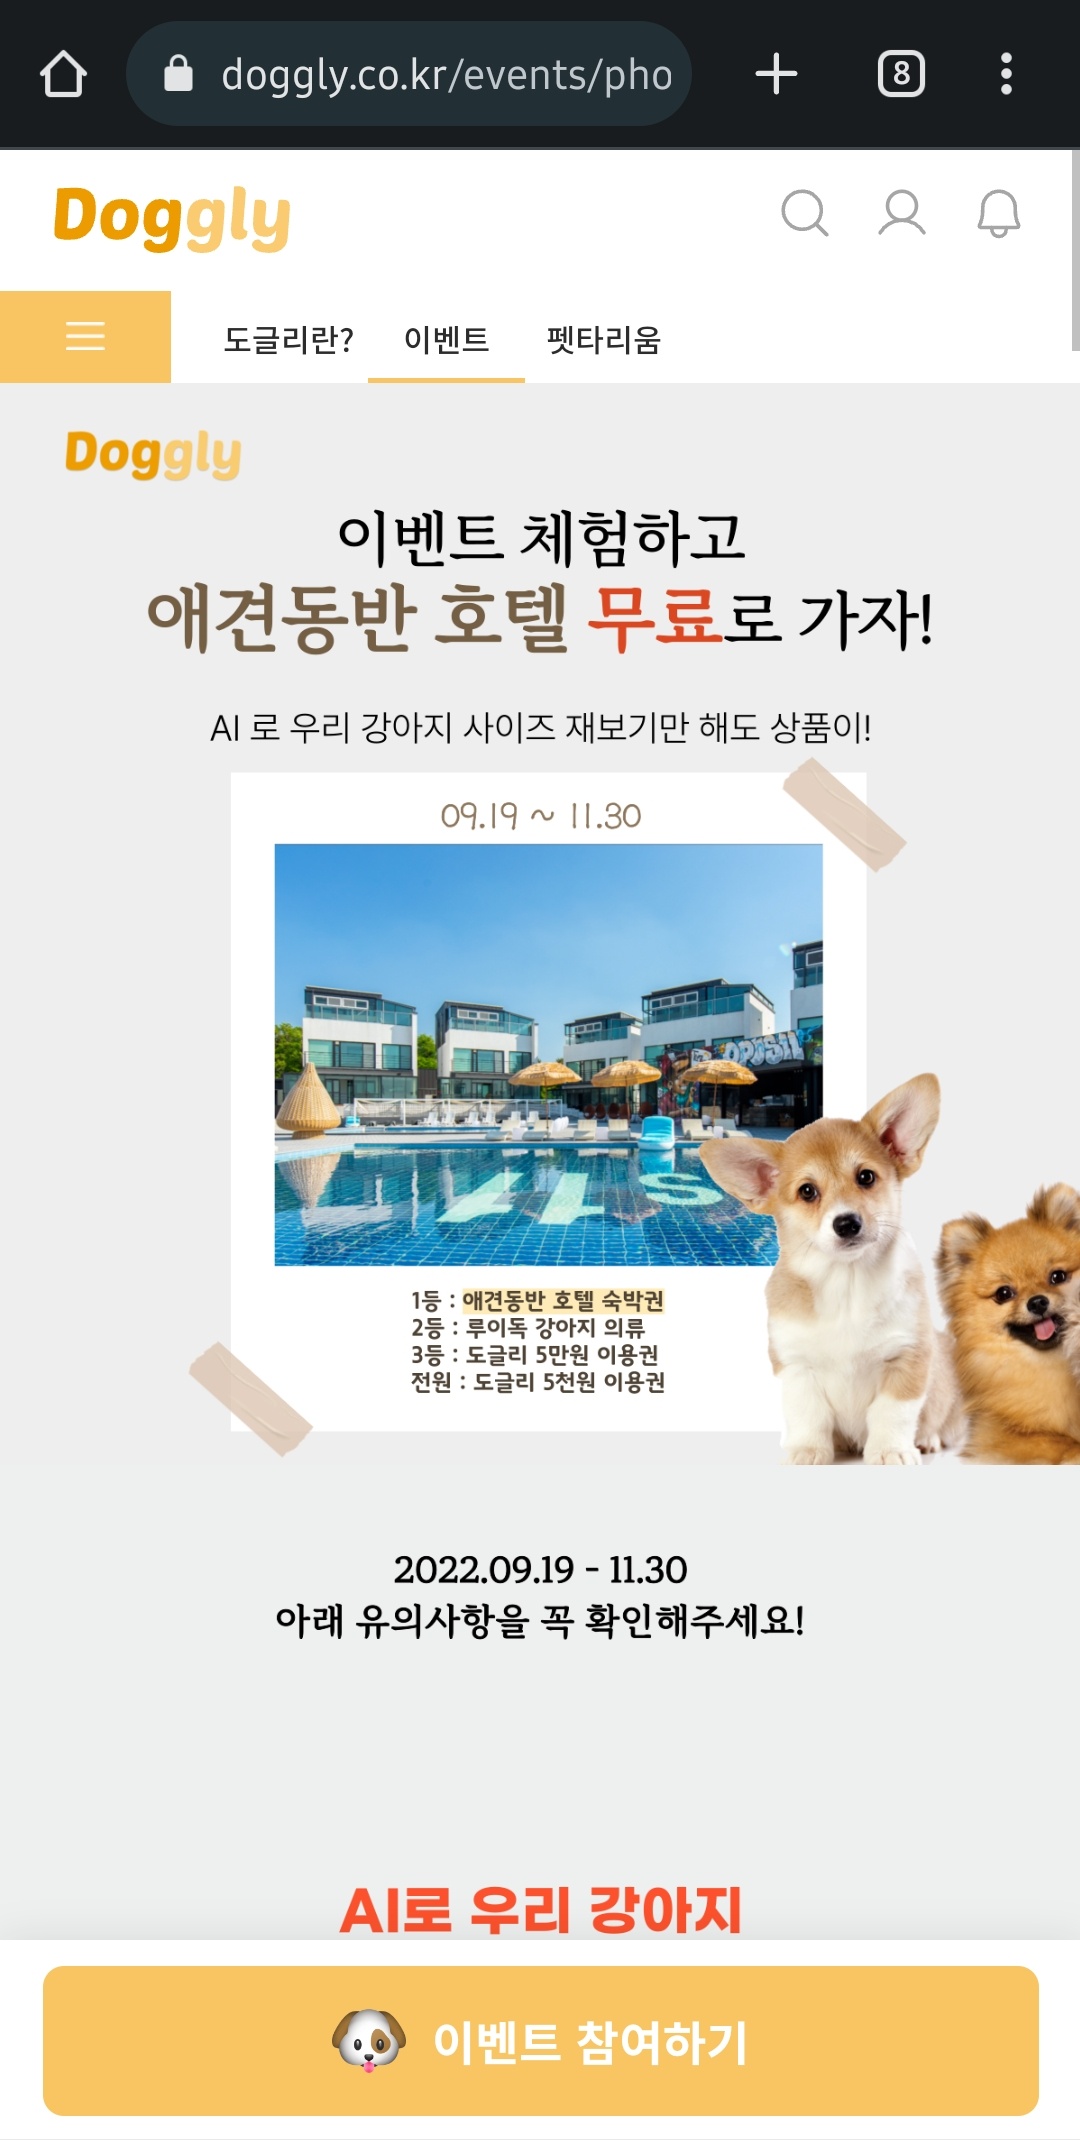 doggly.co.kr/events/pho
8
Doggly
도글리란? 이벤트 펫타리움
Doggly
이벤트 체험하고
애견동반 호텔 무료로 가자!
AI 로 우리 강아지 사이즈 재보기만 해도 상품이!
09.19 ~ 11.30
OPUSIL
1등 : 애견동반 호텔 숙박권
2등 : 루이독 강아지 의류
3등 : 도글리 5만원 이용권
전원 : 도글리 5천원 이용권
2022.09.19 - 11.30
아래 유의사항을 꼭 확인해주세요!
AI로 우리 강아지
이벤트 참여하기